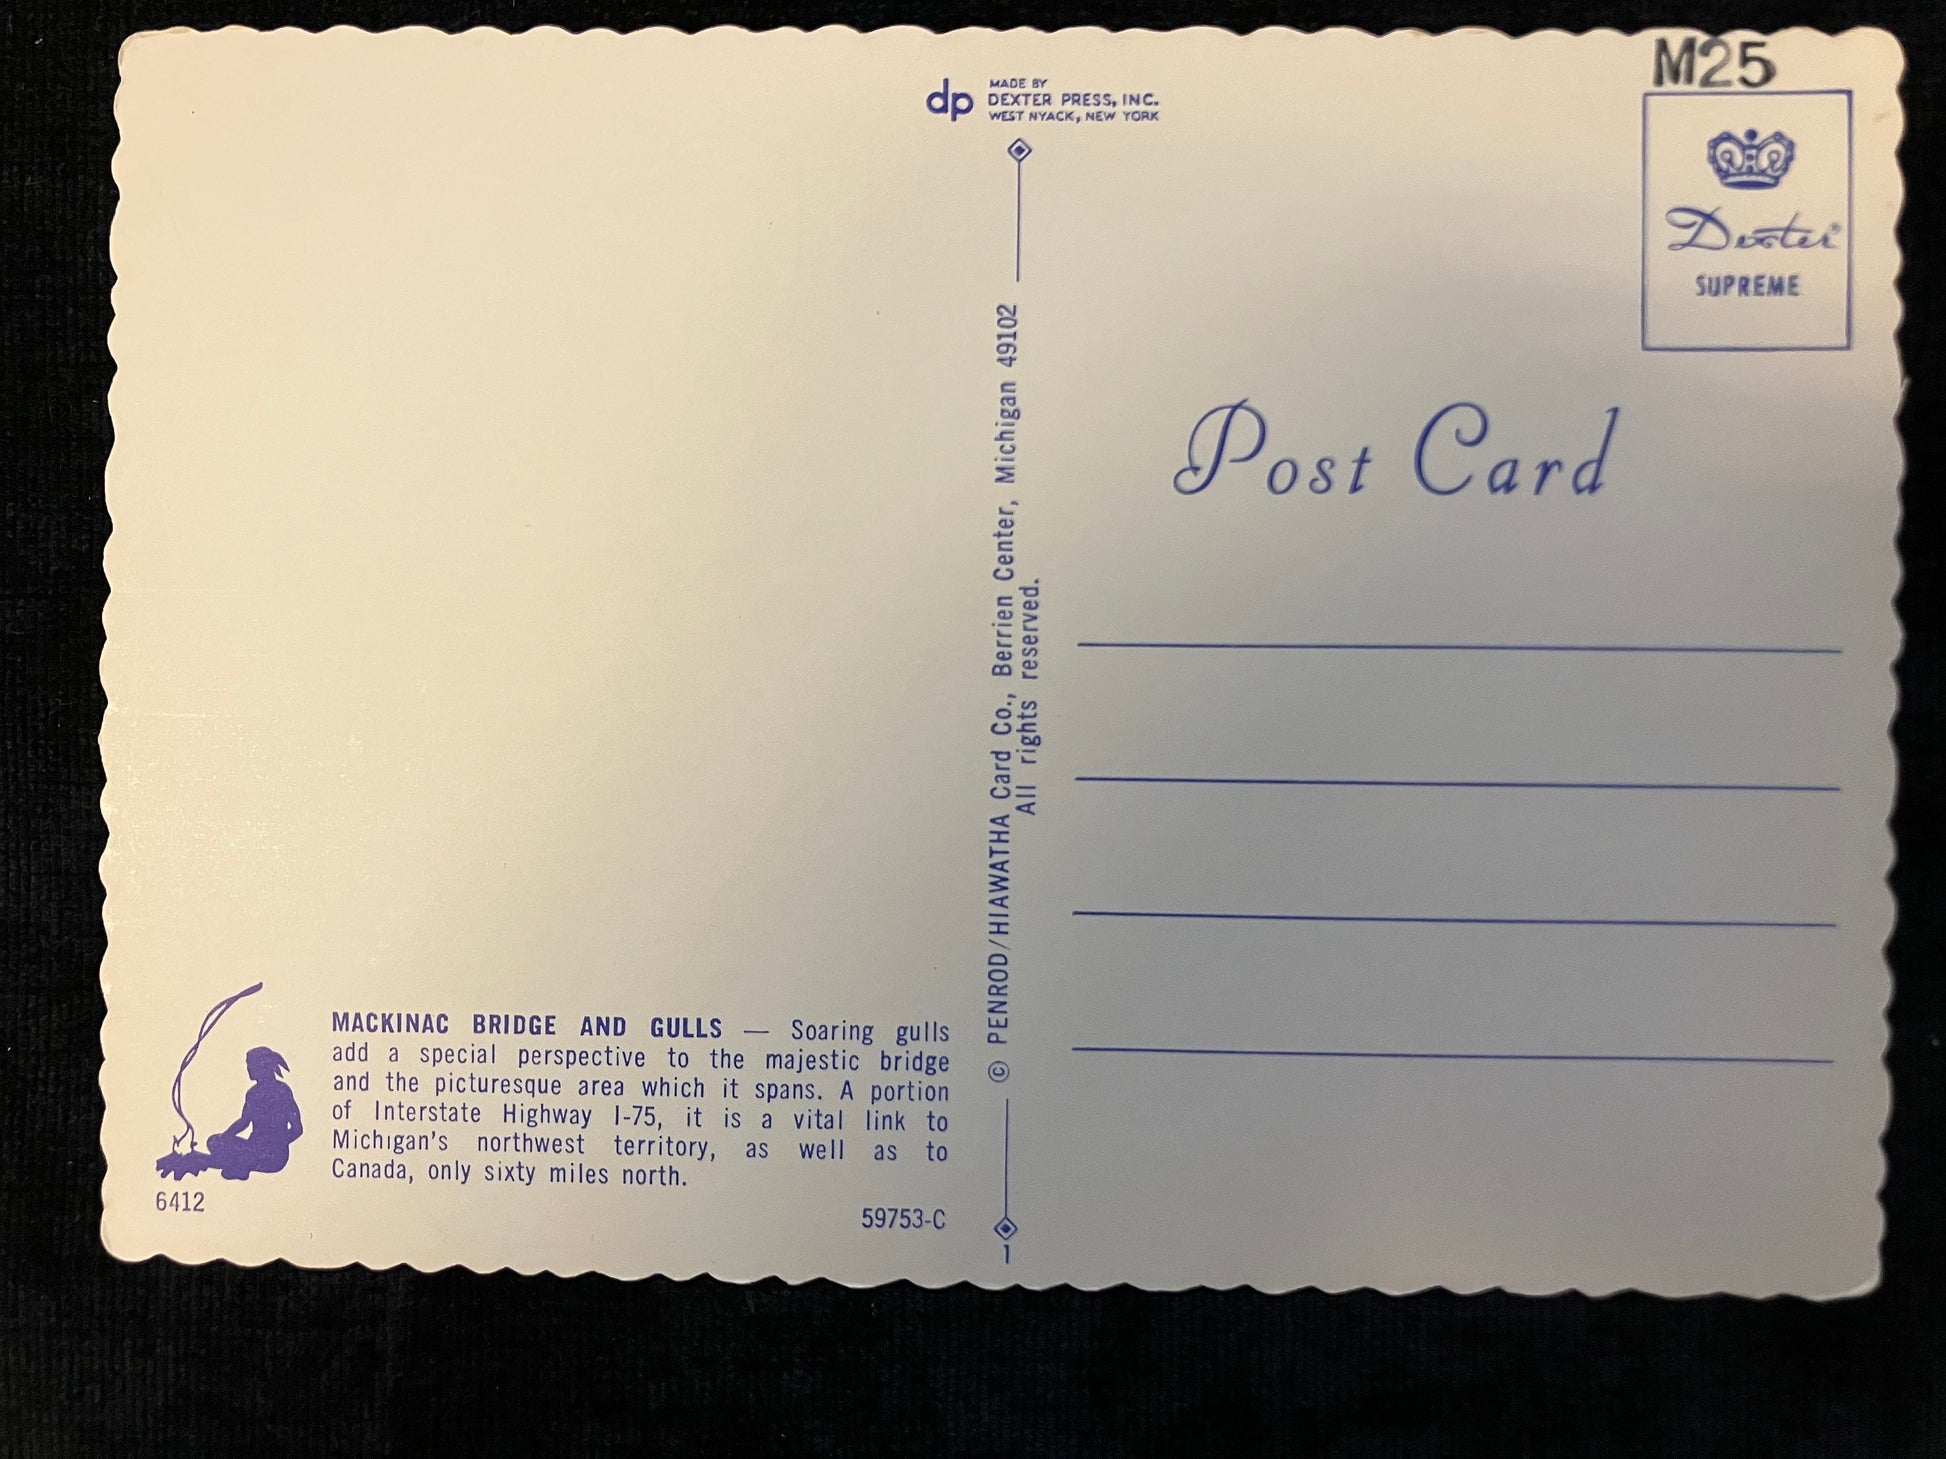 M25
dp
MADE BY
DEXTER PRESS, INC.
WEST NYACK, NEW YORK
Dexter®
SUPREME
Post Card
© PENROD/HIAWATHA Card Co., Berrien Center, Michigan 49102
All rights reserved.
MACKINAC BRIDGE AND GULLS — Soaring gulls
add a special perspective to the majestic bridge
and the picturesque area which it spans. A portion
of Interstate Highway I-75, it is a vital link to
Michigan's northwest territory, as well as to
Canada, only sixty miles north.
6412
59753-C
1